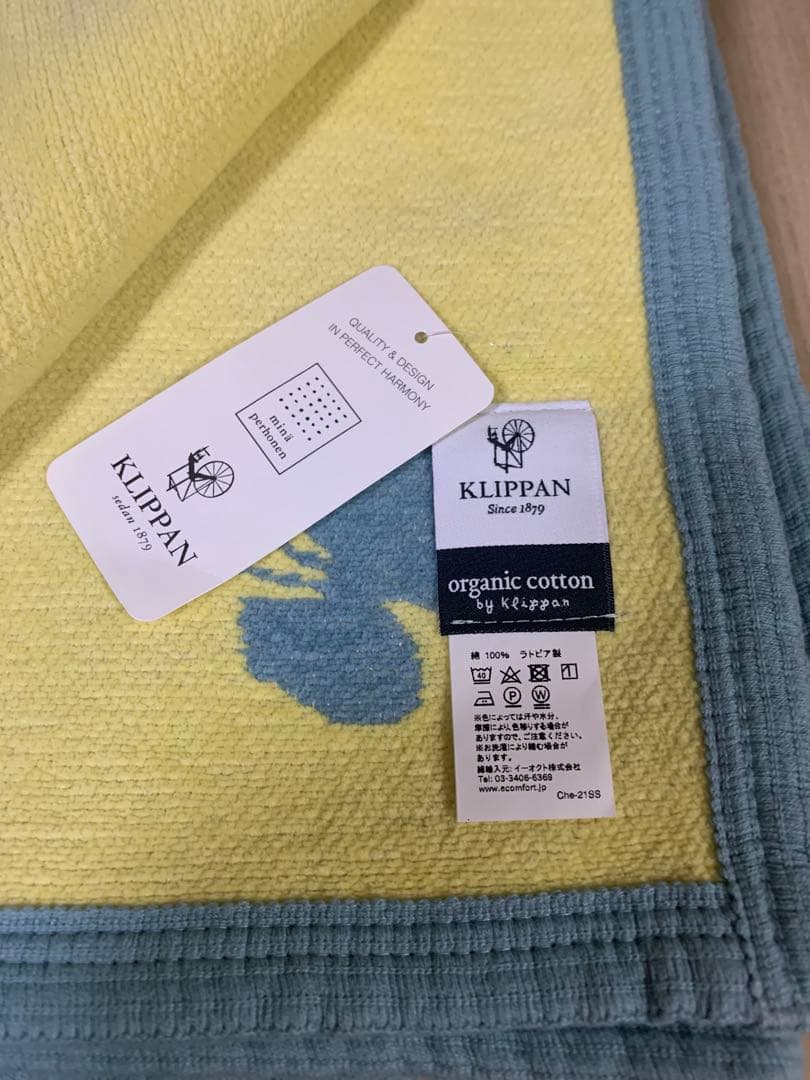 QUALITY & DESIGN
IN PERFECT HARMONY
minä
perhonen
KLIPPAN
sedan 1879
KLIPPAN
Since 1879
organic cotton
by klippan
綿 100% ラトビア製
40
P W
※色によっては汗や水分、
摩擦により、色移りする場合が
ありますので、ご注意ください。
※お洗濯により縮む場合が
あります。
綿輸入元: イーオクト株式会社
Tel: 03-3406-6369
www.ecomfort.jp
Che-21SS